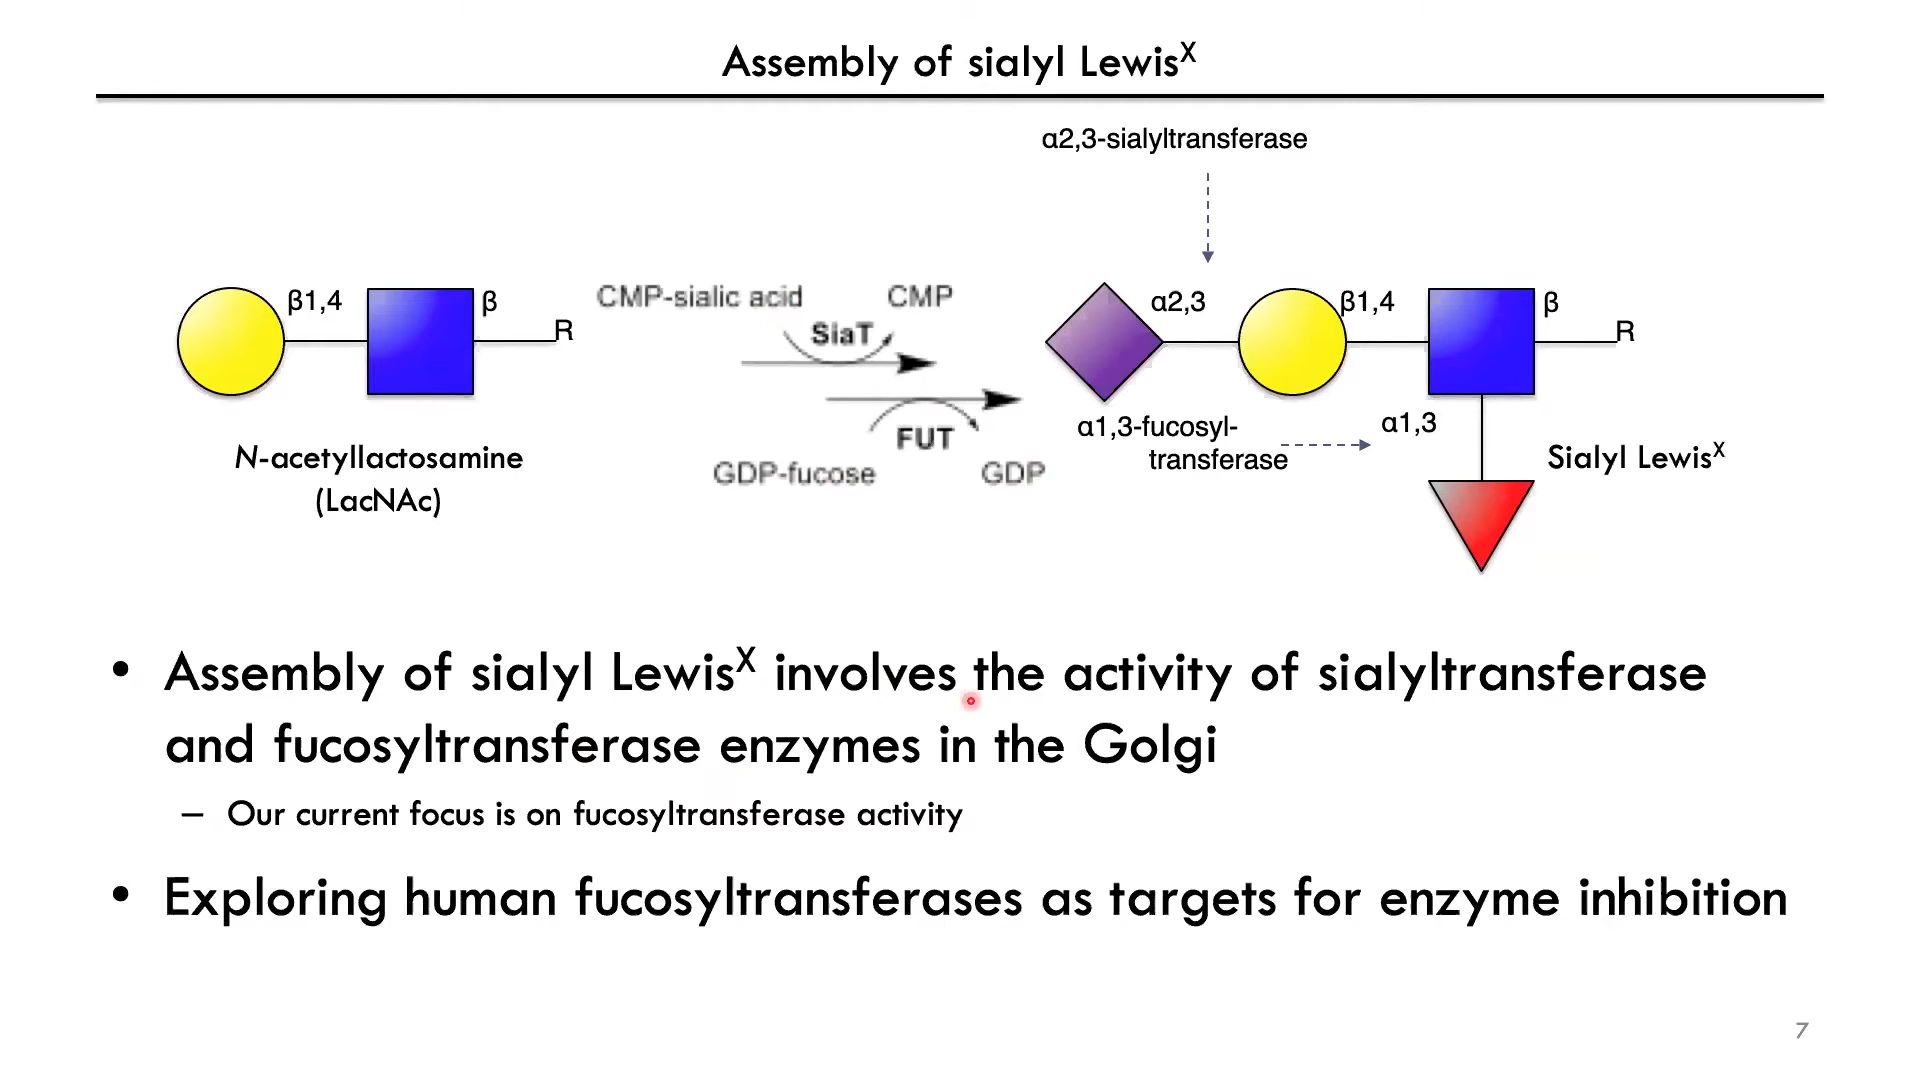 Assembly of sialyl Lewisˣ
α2,3-sialyltransferase
β1,4 β R
CMP-sialic acid CMP
SiaT
α2,3 β1,4 β R
FUT
GDP-fucose GDP
α1,3-fucosyl-
transferase
α1,3
N-acetyllactosamine
(LacNAc)
Sialyl Lewisˣ
• Assembly of sialyl Lewisˣ involves the activity of sialyltransferase
and fucosyltransferase enzymes in the Golgi
– Our current focus is on fucosyltransferase activity
• Exploring human fucosyltransferases as targets for enzyme inhibition
7